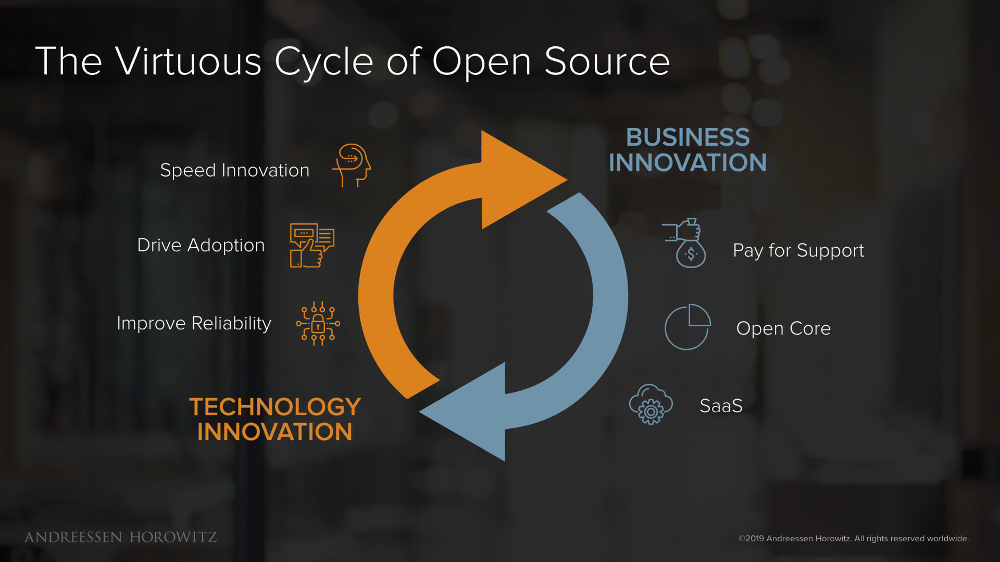 The Virtuous Cycle of Open Source
BUSINESS
INNOVATION
Speed Innovation
Drive Adoption
Pay for Support
Improve Reliability
Open Core
TECHNOLOGY
INNOVATION
SaaS
ANDREESSEN HOROWITZ
©2019 Andreessen Horowitz. All rights reserved worldwide.